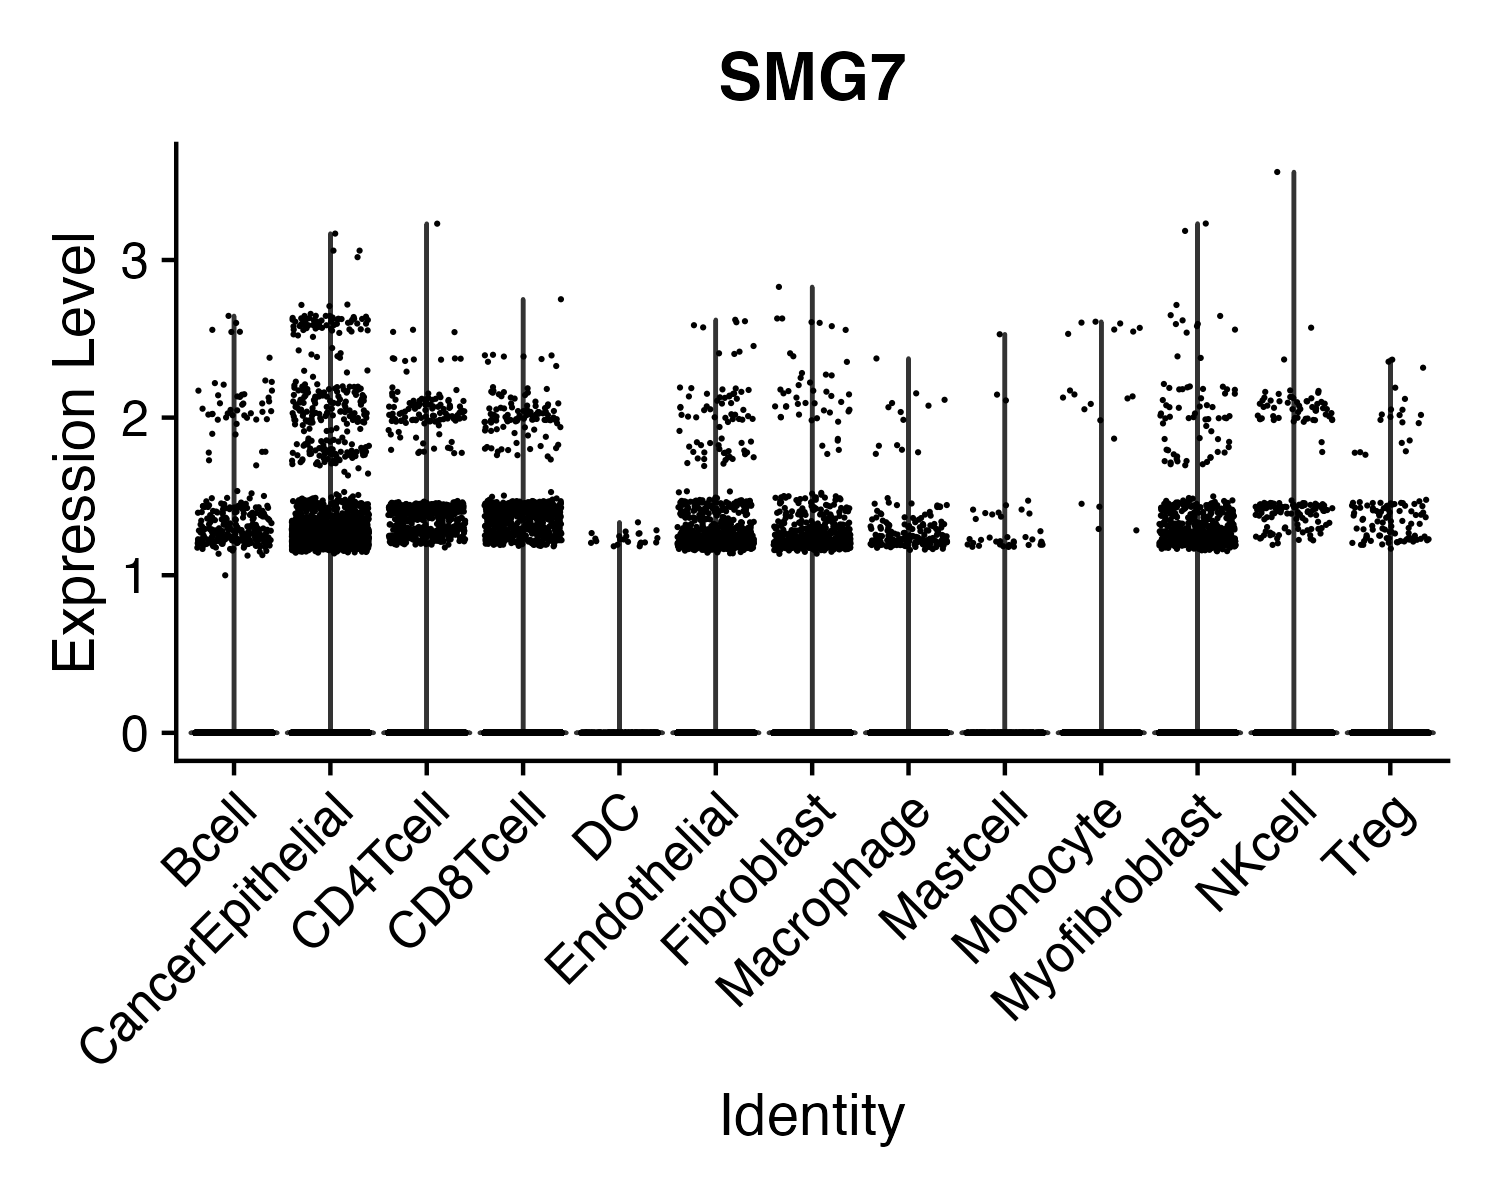 SMG7
Expression Level
3
2
1
0
Bcell
CancerEpithelial
CD4Tcell
CD8Tcell
DC
Endothelial
Fibroblast
Macrophage
Mastcell
Monocyte
Myofibroblast
NKcell
Treg
Identity